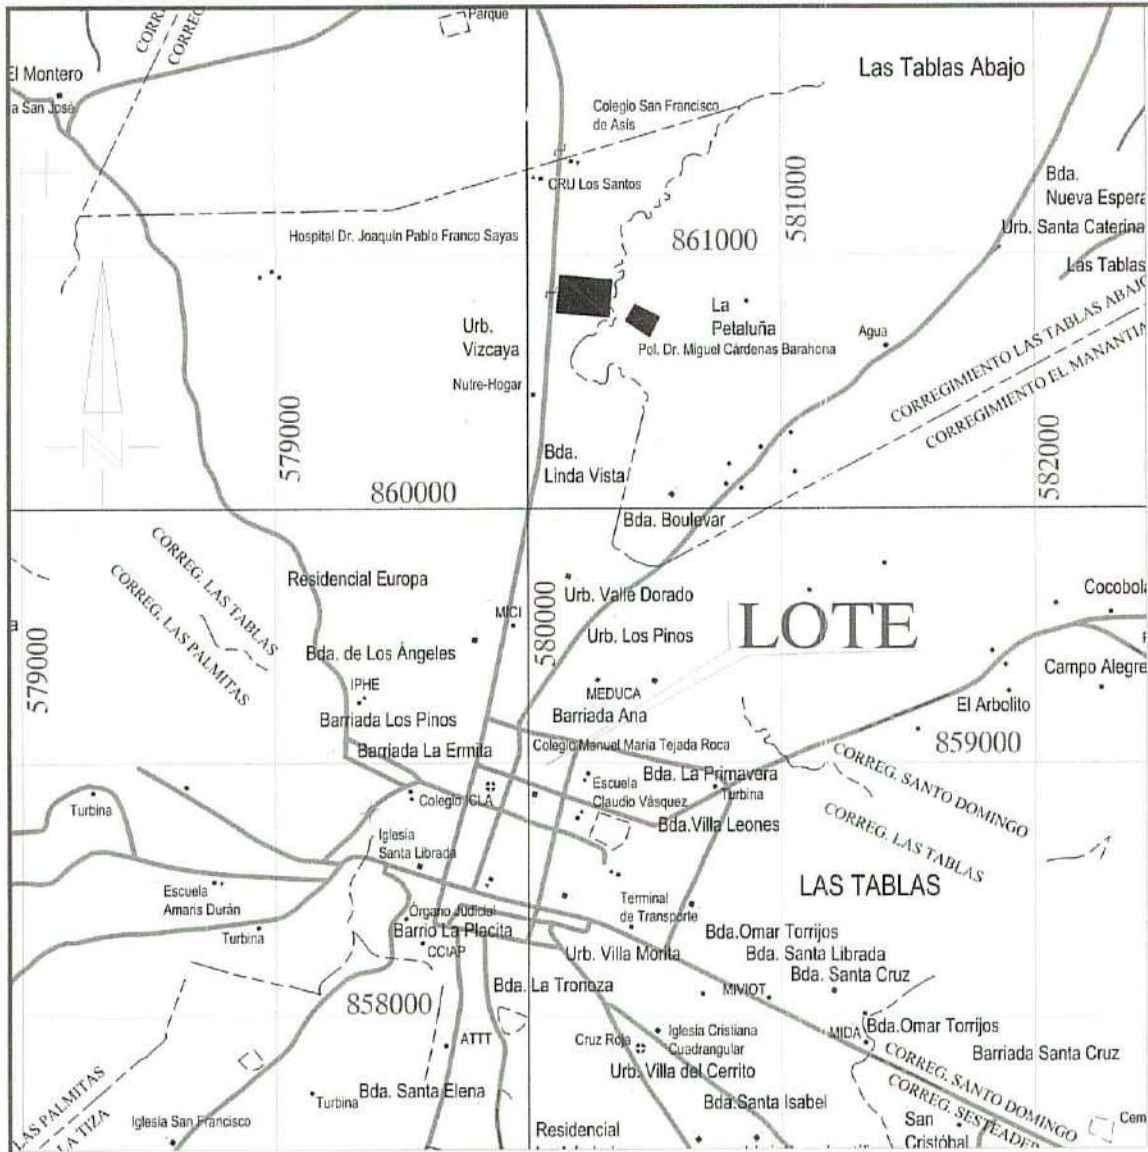 Parque
CORREG
El Montero
a San José
Las Tablas Abajo
Colegio San Francisco
de Asis
CRU Los Santos
581000
Bda.
Nueva Espera
Urb. Santa Caterina
Las Tablas
861000
Hospital Dr. Joaquin Pablo Franco Sayas
La
Petaluña
Pol. Dr. Miguel Cárdenas Barahona
Agua
Urb.
Vizcaya
Nutre-Hogar
CORREGIMIENTO LAS TABLAS ABAJO
CORREGIMIENTO EL MANANTIA
N
579000
582000
Bda.
Linda Vista
860000
Bda. Boulevar
CORREG. LAS TABLAS
CORREG. LAS PALMITAS
Residencial Europa
Urb. Valle Dorado
Cocobola
MICI
580000
LOTE
Urb. Los Pinos
579000
Bda. de Los Ángeles
Campo Alegre
IPHE
MEDUCA
El Arbolito
Barriada Los Pinos
Barriada Ana
859000
Barriada La Ermita
Colegio Manuel María Tejada Roca
CORREG. SANTO DOMINGO
CORREG. LAS TABLAS
Bda. La Primavera
Escuela
Claudio Vásquez
Turbina
Colegio ICLA
Turbina
Bda.Villa Leones
Iglesia
Santa Librada
LAS TABLAS
Escuela
Amaris Durán
Terminal
de Transporte
Órgano Judicial
Barrio La Placita
CCIAP
Turbina
Bda.Omar Torrijos
Urb. Villa Morita
Bda. Santa Librada
Bda. Santa Cruz
Bda. La Tronoza
MIVIOT
858000
MIDA
Bda.Omar Torrijos
ATTT
Cruz Roja
Iglesia Cristiana
Cuadrangular
Barriada Santa Cruz
Urb. Villa del Cerrito
CORREG. SANTO DOMINGO
CORREG. SESTEADER
Bda. Santa Elena
Turbina
Bda.Santa Isabel
LAS PALMITAS
LA TIZA
Iglesia San Francisco
Residencial
San
Cristóbal
Cem